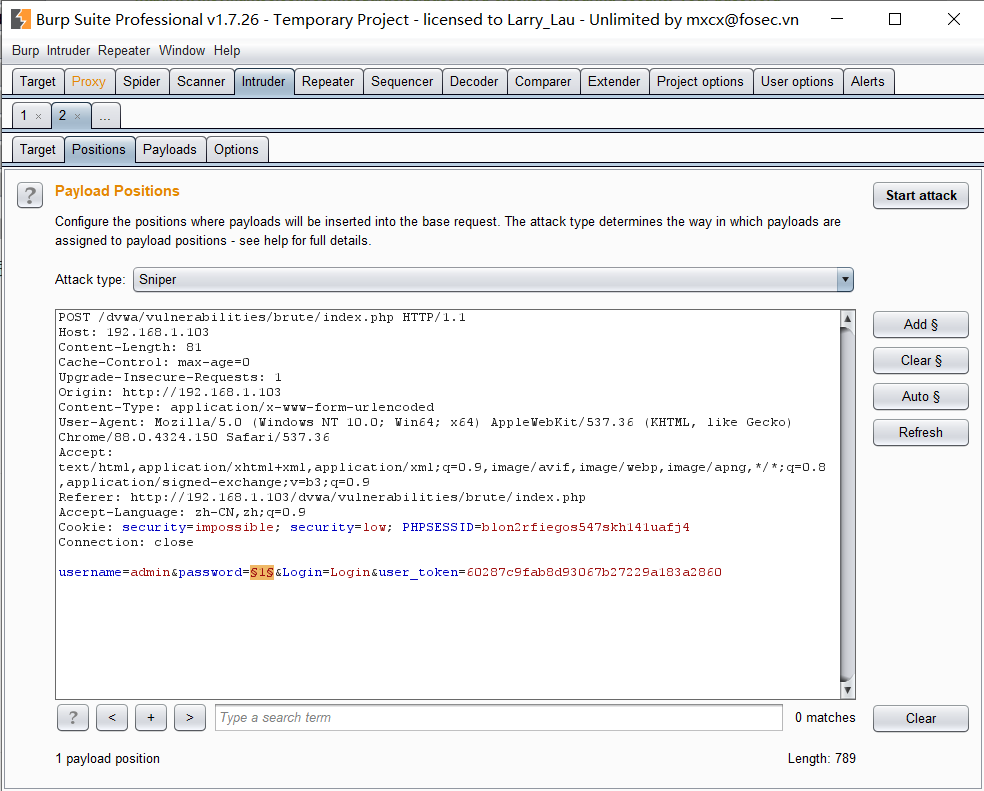 Burp Suite Professional v1.7.26 - Temporary Project - licensed to Larry_Lau - Unlimited by mxcx@fosec.vn
Burp Intruder Repeater Window Help
Target Proxy Spider Scanner Intruder Repeater Sequencer Decoder Comparer Extender Project options User options Alerts
1 × 2 × ...
Target Positions Payloads Options
? Payload Positions Start attack
Configure the positions where payloads will be inserted into the base request. The attack type determines the way in which payloads are
assigned to payload positions - see help for full details.
Attack type: Sniper
POST /dvwa/vulnerabilities/brute/index.php HTTP/1.1
Host: 192.168.1.103
Content-Length: 81
Cache-Control: max-age=0
Upgrade-Insecure-Requests: 1
Origin: http://192.168.1.103
Content-Type: application/x-www-form-urlencoded
User-Agent: Mozilla/5.0 (Windows NT 10.0; Win64; x64) AppleWebKit/537.36 (KHTML, like Gecko)
Chrome/88.0.4324.150 Safari/537.36
Accept:
text/html,application/xhtml+xml,application/xml;q=0.9,image/avif,image/webp,image/apng,*/*;q=0.8
,application/signed-exchange;v=b3;q=0.9
Referer: http://192.168.1.103/dvwa/vulnerabilities/brute/index.php
Accept-Language: zh-CN,zh;q=0.9
Cookie: security=impossible; security=low; PHPSESSID=blon2rfiegos547skh141uafj4
Connection: close
username=admin&password=§1§&Login=Login&user_token=60287c9fab8d93067b27229a183a2860
Add §
Clear §
Auto §
Refresh
? < + > Type a search term 0 matches Clear
1 payload position Length: 789